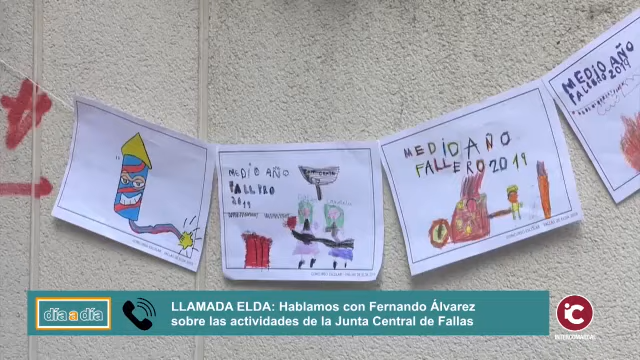 MEDIO AÑO
FALLERO 2019
MEDIO AÑO
FALLERO
2019
MEDIO AÑO
FALLERO 2019
día a día
LLAMADA ELDA: Hablamos con Fernando Álvarez
sobre las actividades de la Junta Central de Fallas
INTERCOMARCAL